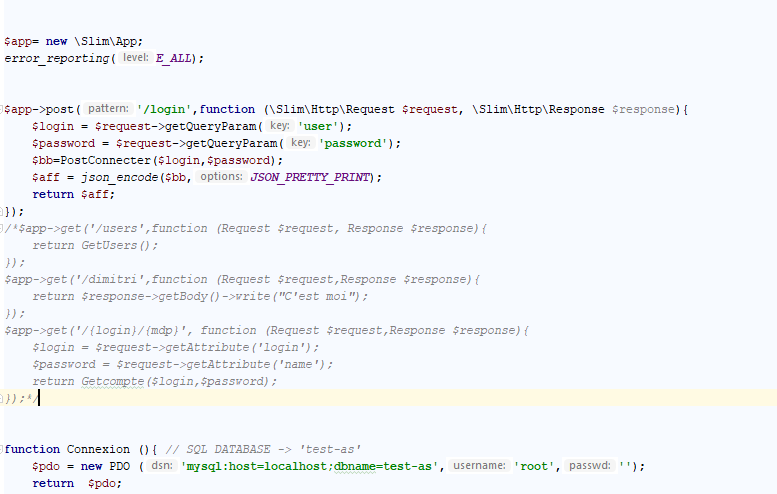 $app= new \Slim\App;
error_reporting( level: E_ALL);
$app->post( pattern: '/login',function (\Slim\Http\Request $request, \Slim\Http\Response $response){
$login = $request->getQueryParam( key: 'user');
$password = $request->getQueryParam( key: 'password');
$bb=PostConnecter($login,$password);
$aff = json_encode($bb, options: JSON_PRETTY_PRINT);
return $aff;
});
/*$app->get('/users',function (Request $request, Response $response){
return GetUsers();
});
$app->get('/dimitri',function (Request $request,Response $response){
return $response->getBody()->write("C'est moi");
});
$app->get('/{login}/{mdp}', function (Request $request,Response $response){
$login = $request->getAttribute('login');
$password = $request->getAttribute('name');
return Getcompte($login,$password);
});*/
function Connexion (){ // SQL DATABASE -> 'test-as'
$pdo = new PDO ( dsn: 'mysql:host=localhost;dbname=test-as', username: 'root', passwd: '');
return $pdo;